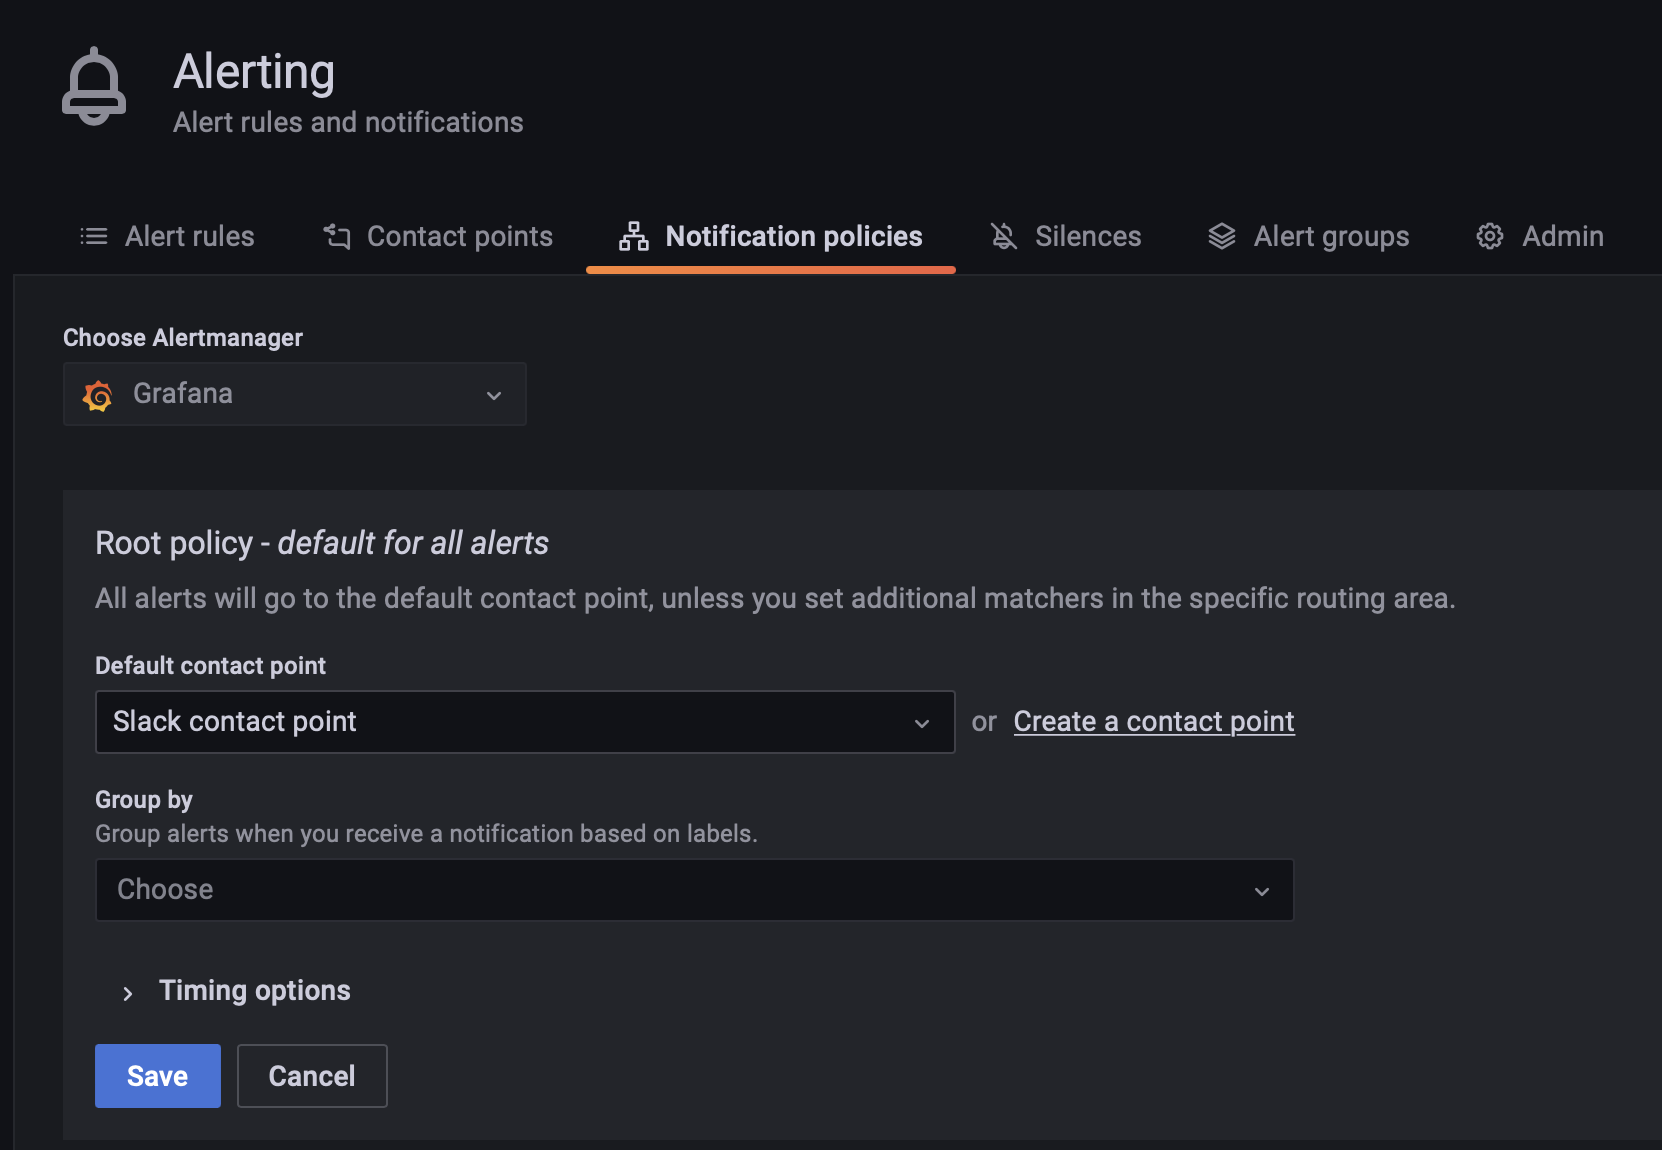 Alerting
Alert rules and notifications
Alert rules
Contact points
Notification policies
Silences
Alert groups
Admin
Choose Alertmanager
Grafana
Root policy - default for all alerts
All alerts will go to the default contact point, unless you set additional matchers in the specific routing area.
Default contact point
Slack contact point
or Create a contact point
Group by
Group alerts when you receive a notification based on labels.
Choose
Timing options
Save
Cancel